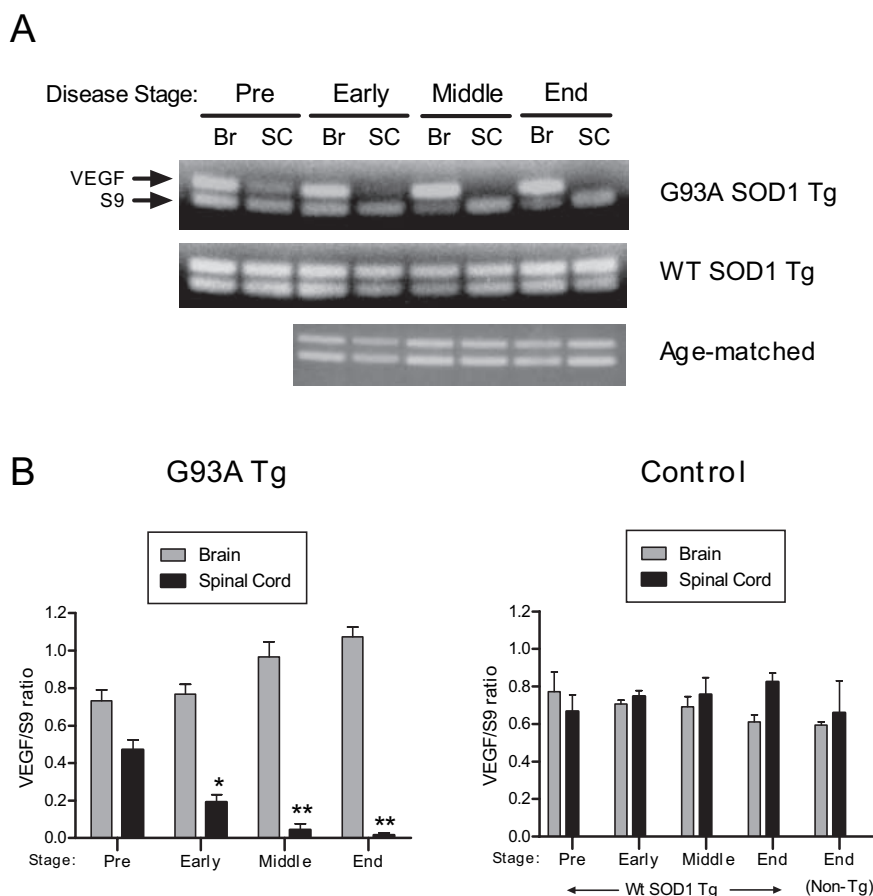 A
Disease Stage: Pre Early Middle End
Br SC Br SC Br SC Br SC
VEGF
S9
G93A SOD1 Tg
WT SOD1 Tg
Age-matched
B
G93A Tg
Brain
Spinal Cord
VEGF/S9 ratio
1.2
1.0
0.8
0.6
0.4
0.2
0.0
*
**
**
Stage: Pre Early Middle End
Control
Brain
Spinal Cord
VEGF/S9 ratio
1.2
1.0
0.8
0.6
0.4
0.2
0.0
Stage: Pre Early Middle End End
Wt SOD1 Tg (Non-Tg)